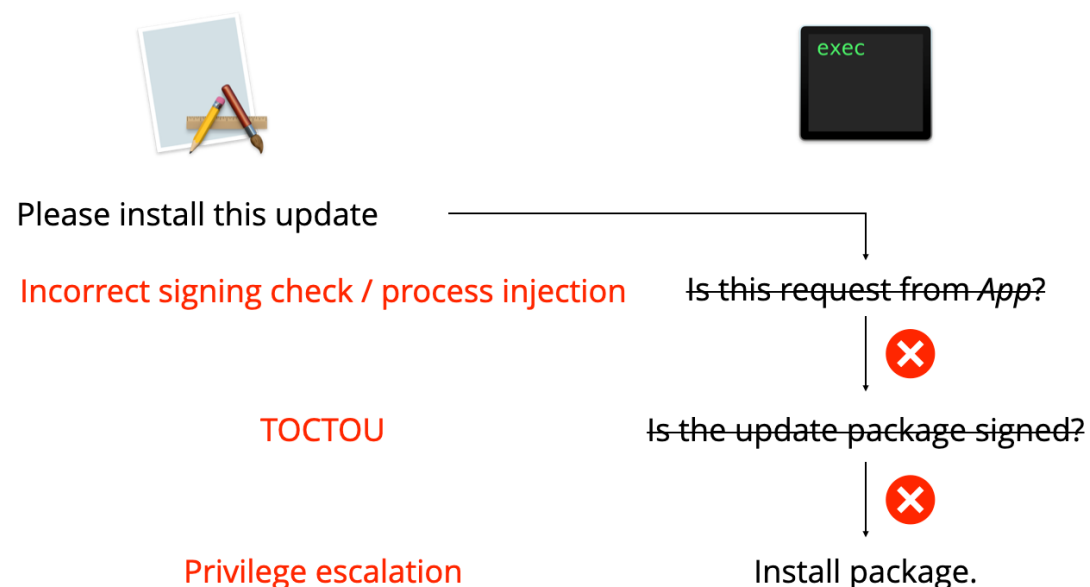 exec
Please install this update
Incorrect signing check / process injection
Is this request from App?
TOCTOU
Is the update package signed?
Privilege escalation
Install package.